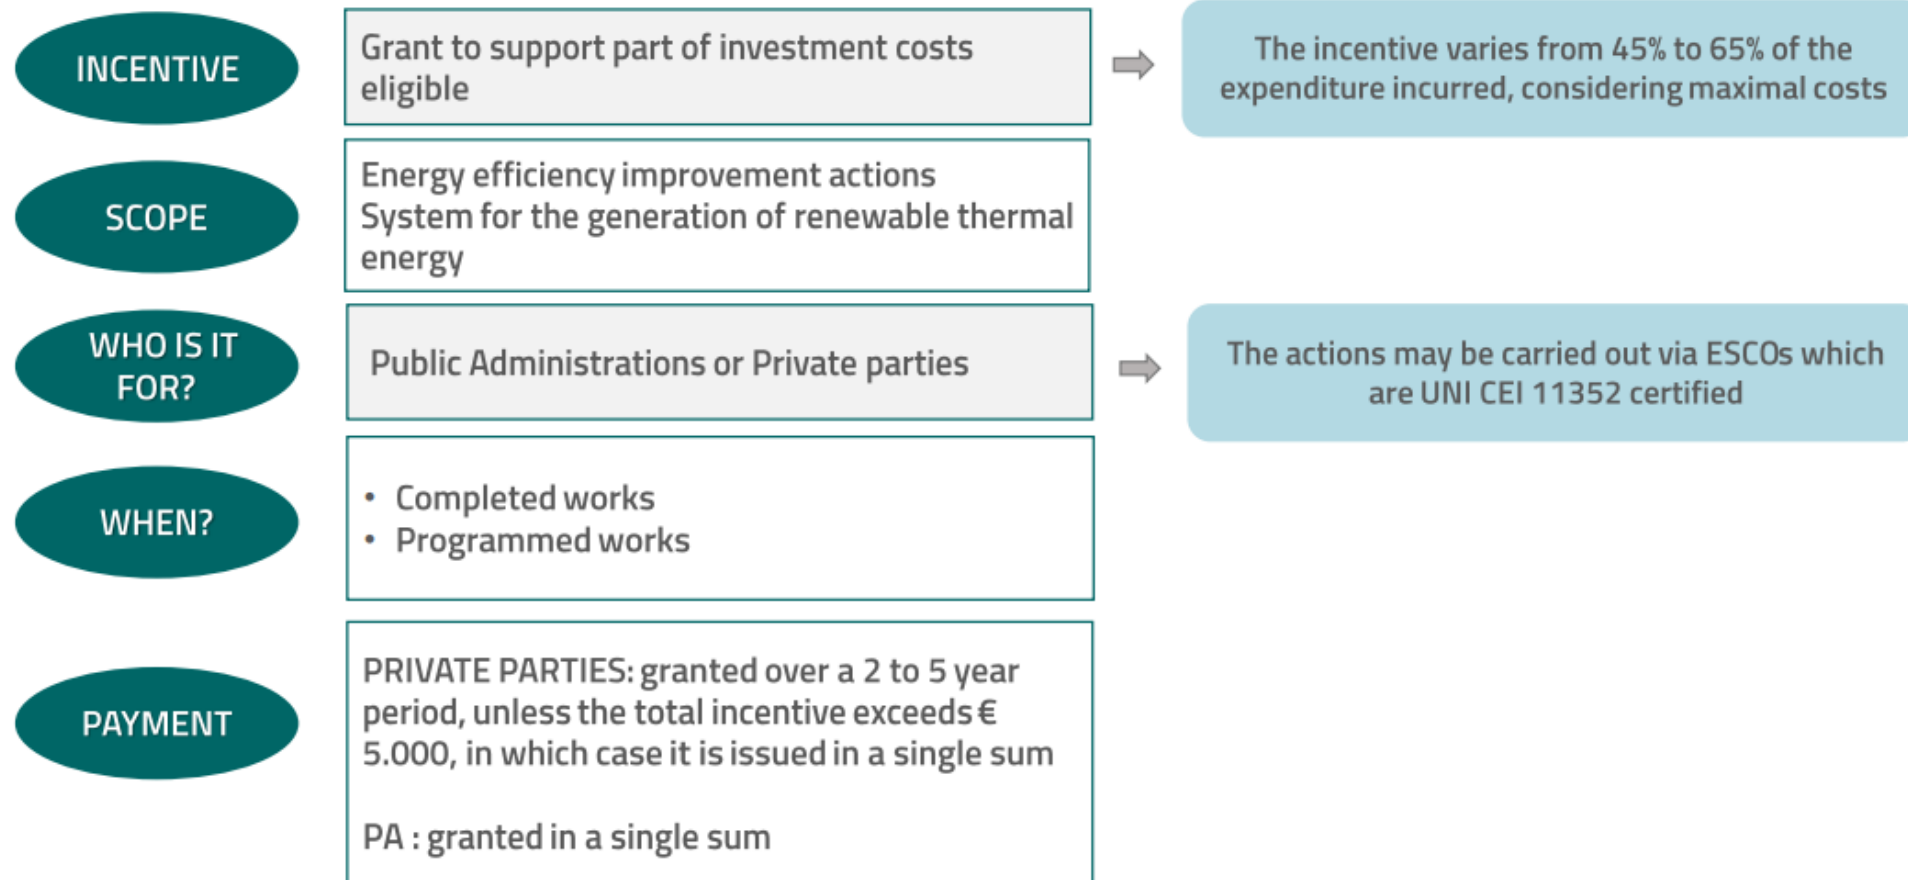 INCENTIVE
Grant to support part of investment costs
eligible
The incentive varies from 45% to 65% of the
expenditure incurred, considering maximal costs
SCOPE
Energy efficiency improvement actions
System for the generation of renewable thermal
energy
WHO IS IT
FOR?
Public Administrations or Private parties
The actions may be carried out via ESCOs which
are UNI CEI 11352 certified
WHEN?
• Completed works
• Programmed works
PAYMENT
PRIVATE PARTIES: granted over a 2 to 5 year
period, unless the total incentive exceeds €
5.000, in which case it is issued in a single sum
PA : granted in a single sum